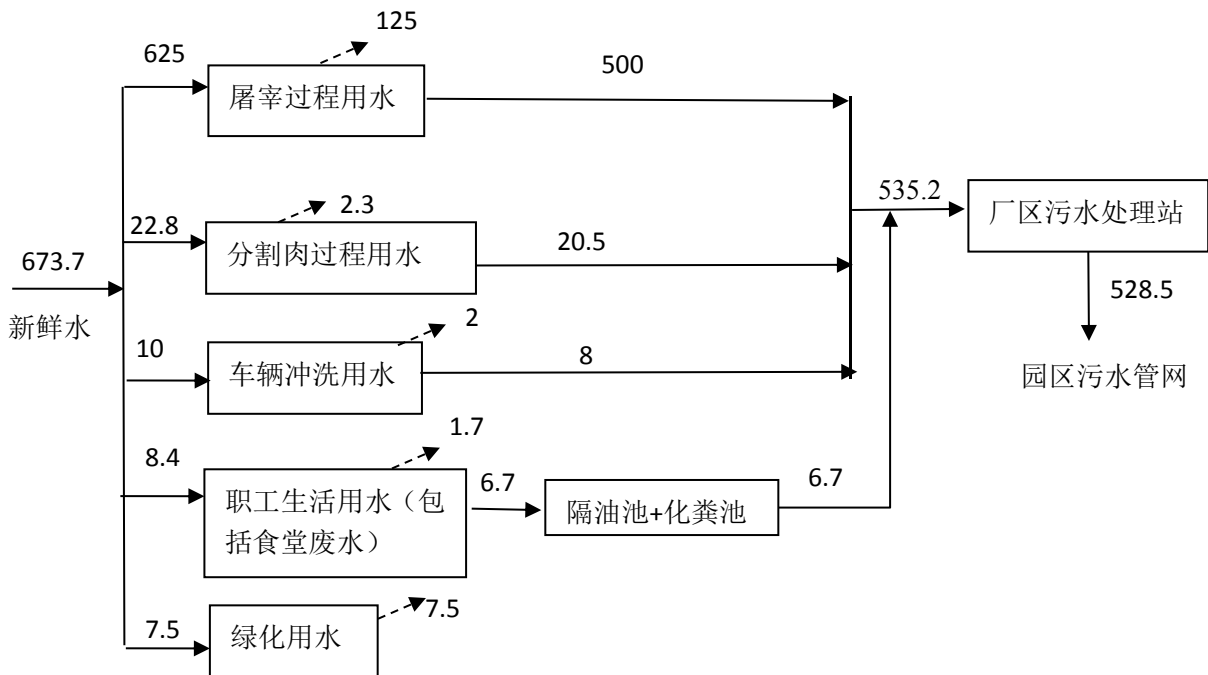 125
625
500
屠宰过程用水
535.2
厂区污水处理站
2.3
22.8
20.5
分割肉过程用水
673.7
528.5
新鲜水
2
10
8
车辆冲洗用水
园区污水管网
1.7
8.4
6.7
6.7
职工生活用水（包
括食堂废水）
隔油池+化粪池
7.5
7.5
绿化用水